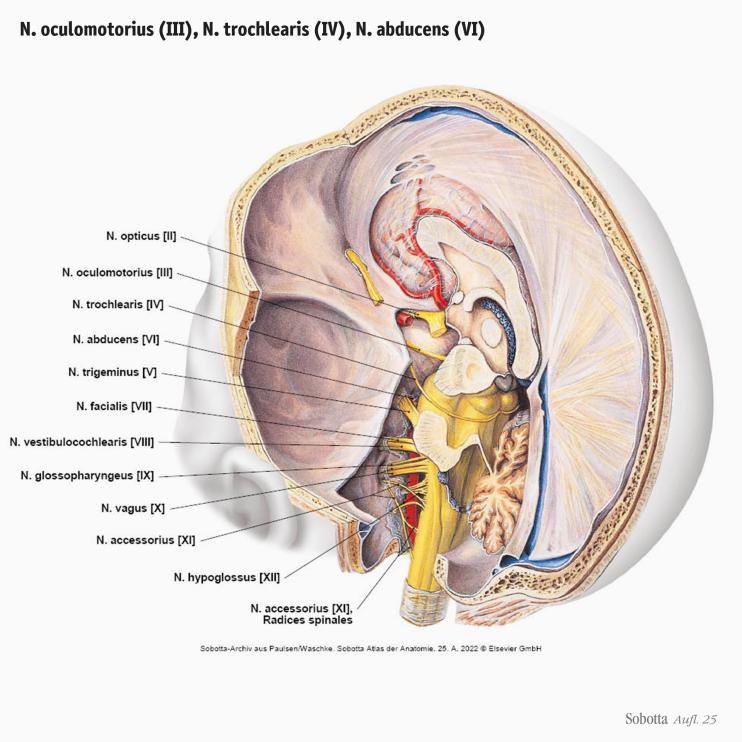 N. oculomotorius (III), N. trochlearis (IV), N. abducens (VI)
N. opticus [II]
N. oculomotorius [III]
N. trochlearis [IV]
N. abducens [VI]
N. trigeminus [V]
N. facialis [VII]
N. vestibulocochlearis [VIII]
N. glossopharyngeus [IX]
N. vagus [X]
N. accessorius [XI]
N. hypoglossus [XII]
N. accessorius [XI],
Radices spinales
Sobotta-Archiv aus Paulsen/Waschke, Sobotta Atlas der Anatomie, 25. A. 2022 © Elsevier GmbH
Sobotta Aufl. 25